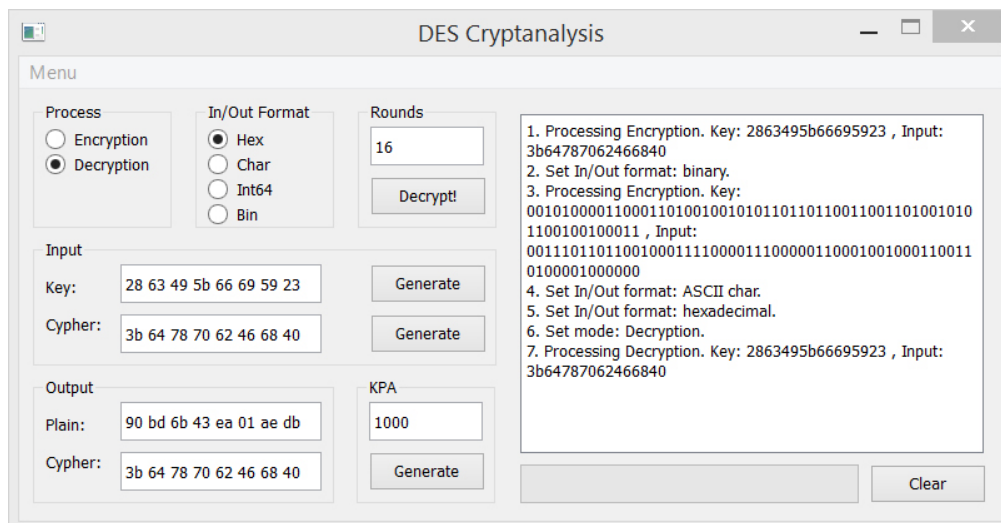 DES Cryptanalysis
Menu
Process
Encryption
Decryption
In/Out Format
Hex
Char
Int64
Bin
Rounds
16
Decrypt!
Input
Key: 28 63 49 5b 66 69 59 23 Generate
Cypher: 3b 64 78 70 62 46 68 40 Generate
Output
Plain: 90 bd 6b 43 ea 01 ae db
Cypher: 3b 64 78 70 62 46 68 40
KPA
1000
Generate
1. Processing Encryption. Key: 2863495b66695923 , Input:
3b64787062466840
2. Set In/Out format: binary.
3. Processing Encryption. Key:
001010000110001101001001010110110110011001101001010
1100100100011 , Input:
001110110110010001111000011100000110001001000110011
0100001000000
4. Set In/Out format: ASCII char.
5. Set In/Out format: hexadecimal.
6. Set mode: Decryption.
7. Processing Decryption. Key: 2863495b66695923 , Input:
3b64787062466840
Clear